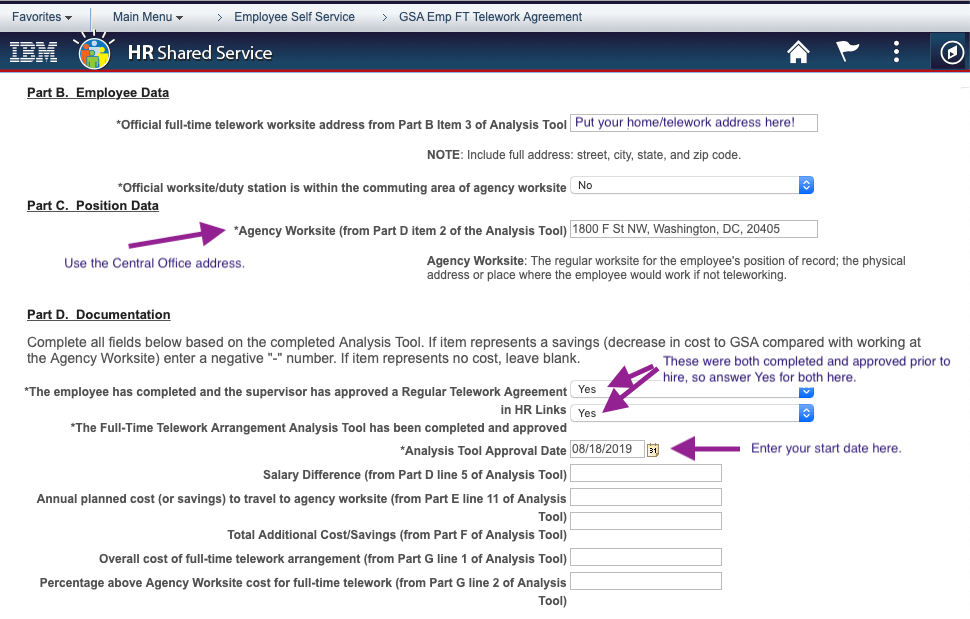 Favorites Main Menu > Employee Self Service > GSA Emp FT Telework Agreement
IBM HR Shared Service
Part B. Employee Data
*Official full-time telework worksite address from Part B Item 3 of Analysis Tool Put your home/telework address here!
NOTE: Include full address: street, city, state, and zip code.
*Official worksite/duty station is within the commuting area of agency worksite No
Part C. Position Data
*Agency Worksite (from Part D item 2 of the Analysis Tool) 1800 F St NW, Washington, DC, 20405
Use the Central Office address.
Agency Worksite: The regular worksite for the employee's position of record; the physical
address or place where the employee would work if not teleworking.
Part D. Documentation
Complete all fields below based on the completed Analysis Tool. If item represents a savings (decrease in cost to GSA compared with working at
the Agency Worksite) enter a negative "-" number. If item represents no cost, leave blank.
These were both completed and approved prior to
hire, so answer Yes for both here.
*The employee has completed and the supervisor has approved a Regular Telework Agreement Yes
in HR Links Yes
*The Full-Time Telework Arrangement Analysis Tool has been completed and approved
*Analysis Tool Approval Date 08/18/2019 31 Enter your start date here.
Salary Difference (from Part D line 5 of Analysis Tool)
Annual planned cost (or savings) to travel to agency worksite (from Part E line 11 of Analysis
Tool)
Total Additional Cost/Savings (from Part F of Analysis Tool)
Overall cost of full-time telework arrangement (from Part G line 1 of Analysis Tool)
Percentage above Agency Worksite cost for full-time telework (from Part G line 2 of Analysis
Tool)